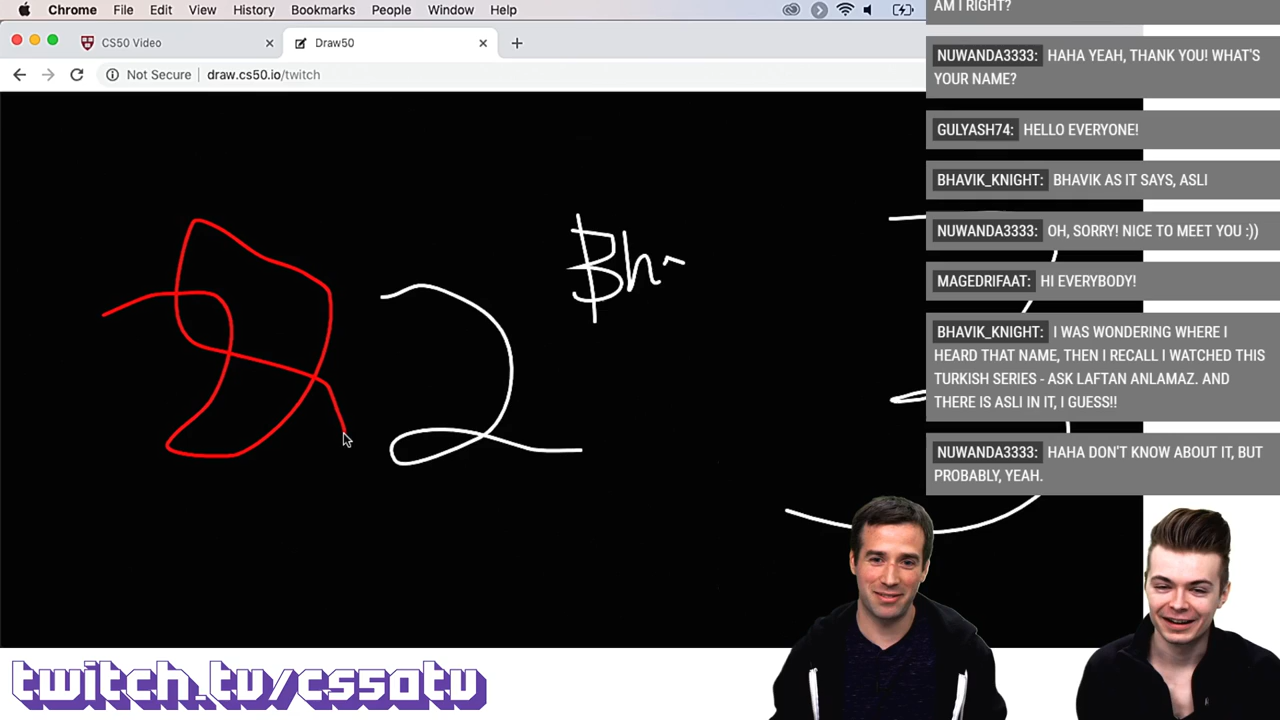 Chrome File Edit View History Bookmarks People Window Help
CS50 Video
Draw50
Not Secure draw.cs50.io/twitch
Bh
2
AM I RIGHT?
NUWANDA3333: HAHA YEAH, THANK YOU! WHAT'S
YOUR NAME?
GULYASH74: HELLO EVERYONE!
BHAVIK_KNIGHT: BHAVIK AS IT SAYS, ASLI
NUWANDA3333: OH, SORRY! NICE TO MEET YOU :))
MAGEDRIFAAT: HI EVERYBODY!
BHAVIK_KNIGHT: I WAS WONDERING WHERE I
HEARD THAT NAME, THEN I RECALL I WATCHED THIS
TURKISH SERIES - ASK LAFTAN ANLAMAZ. AND
THERE IS ASLI IN IT, I GUESS!!
NUWANDA3333: HAHA DON'T KNOW ABOUT IT, BUT
PROBABLY, YEAH.
twitch.tv/cs50tv